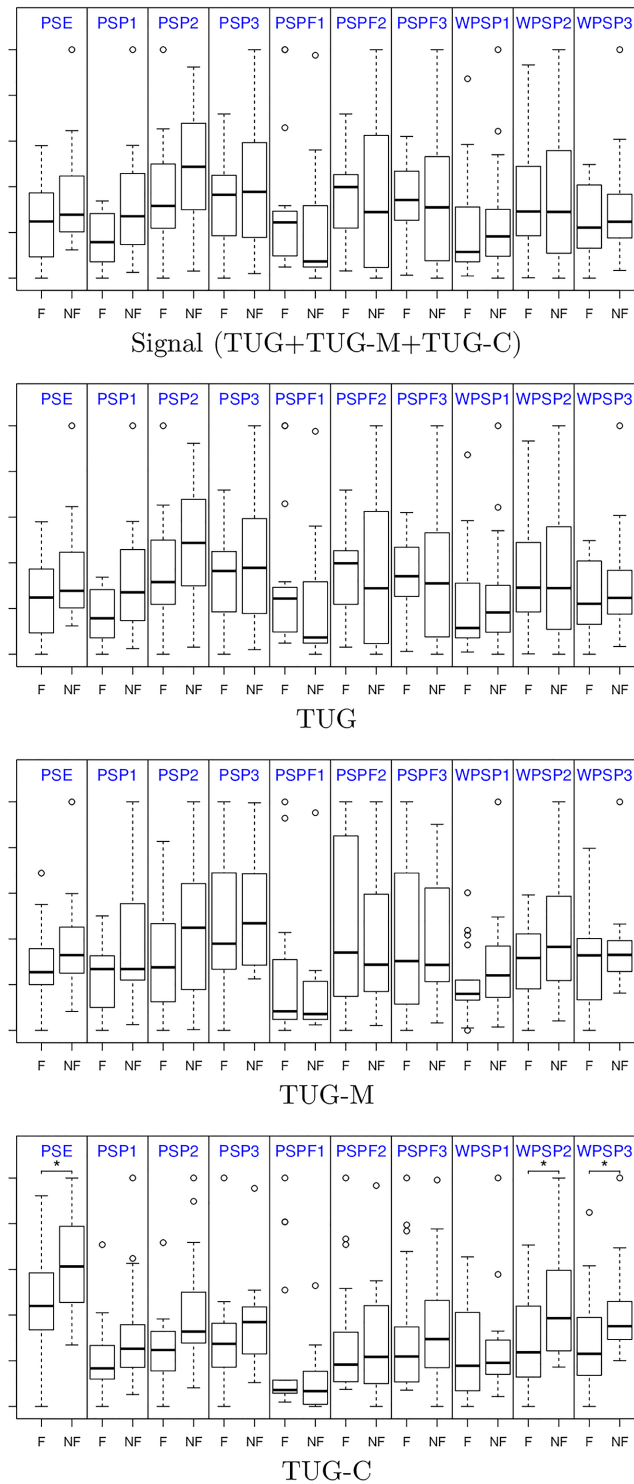 PSE PSP1 PSP2 PSP3 PSPF1 PSPF2 PSPF3 WPSP1 WPSP2 WPSP3
F NF F NF F NF F NF F NF F NF F NF F NF F NF F NF
Signal (TUG+TUG-M+TUG-C)
PSE PSP1 PSP2 PSP3 PSPF1 PSPF2 PSPF3 WPSP1 WPSP2 WPSP3
F NF F NF F NF F NF F NF F NF F NF F NF F NF F NF
TUG
PSE PSP1 PSP2 PSP3 PSPF1 PSPF2 PSPF3 WPSP1 WPSP2 WPSP3
F NF F NF F NF F NF F NF F NF F NF F NF F NF F NF
TUG-M
PSE PSP1 PSP2 PSP3 PSPF1 PSPF2 PSPF3 WPSP1 WPSP2 WPSP3
* * *
F NF F NF F NF F NF F NF F NF F NF F NF F NF F NF
TUG-C